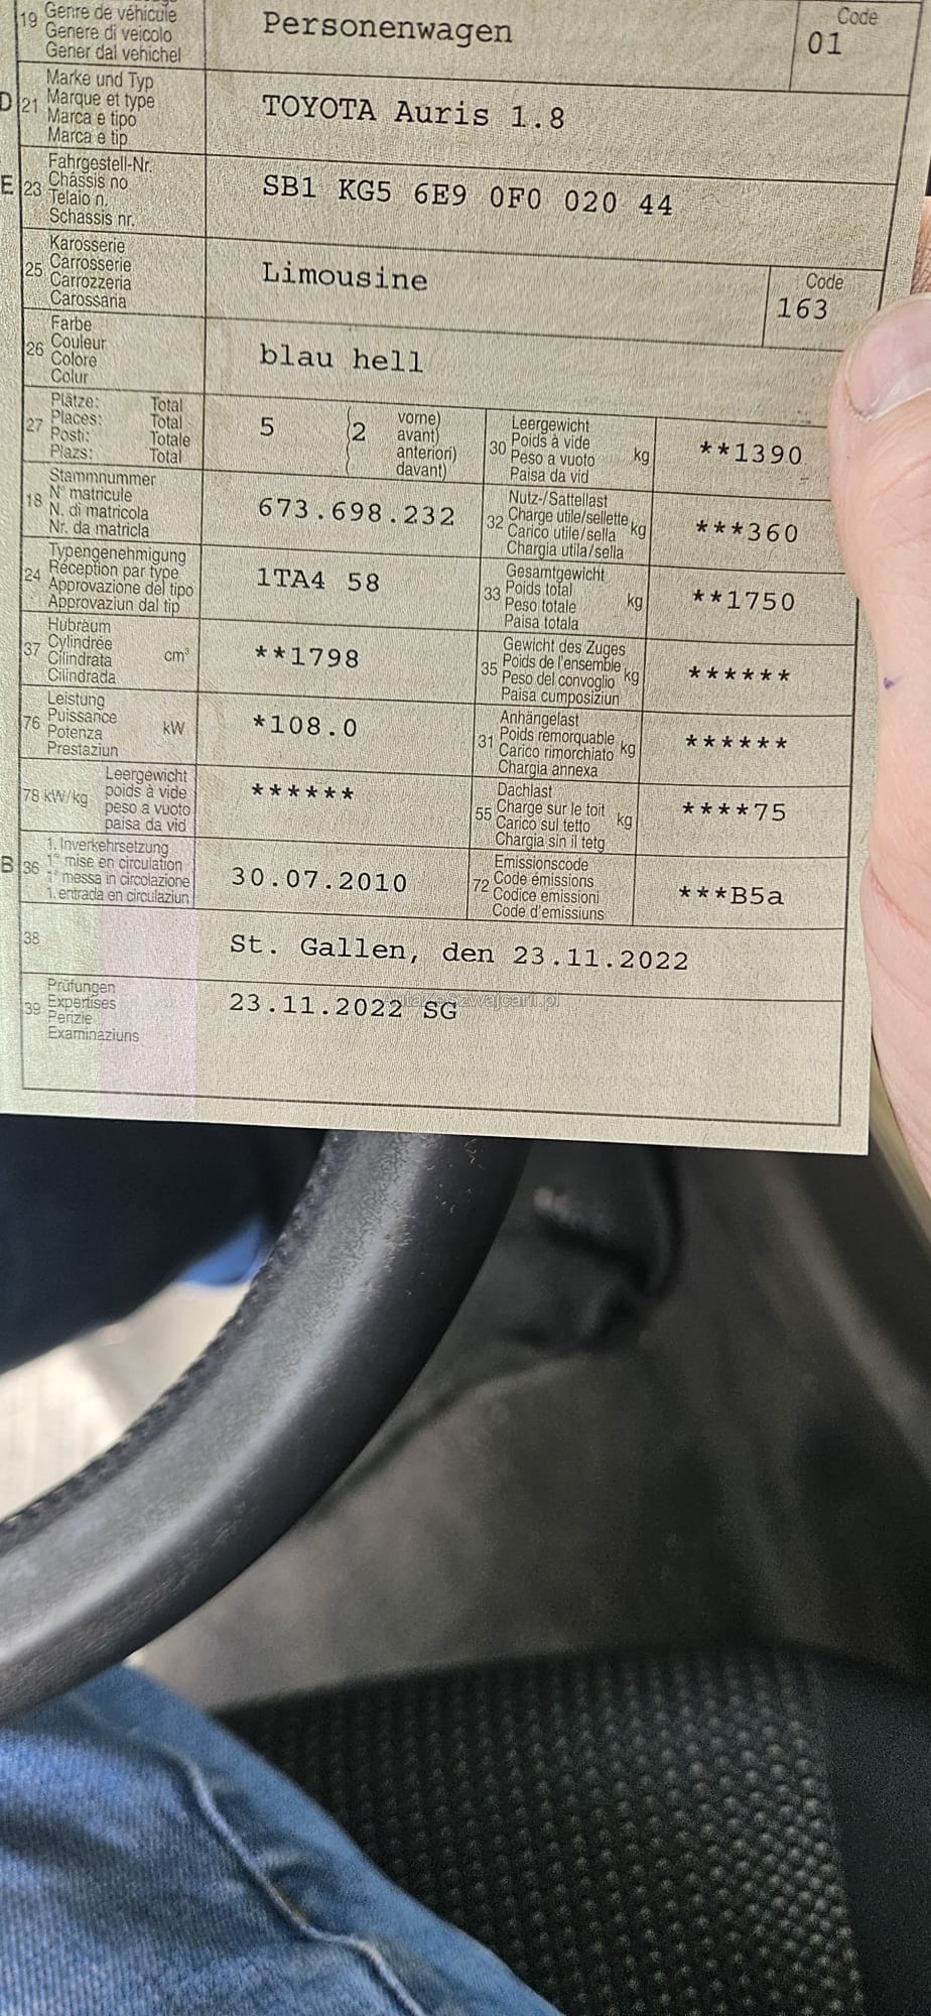 19 Genre de véhicule
Genere di veicolo
Gener dal vehichel
Personenwagen
Code
01
D 21 Marke und Typ
Marque et type
Marca e tipo
Marca e tip
TOYOTA Auris 1.8
E 23 Fahrgestell-Nr.
Châssis no
Telaio n.
Schassis nr.
SB1 KG5 6E9 0F0 020 44
25 Karosserie
Carrosserie
Carrozzeria
Carossaria
Limousine
Code
163
26 Farbe
Couleur
Colore
Colur
blau hell
27 Plätze: Total
Places: Total
Posti: Totale
Plazs: Total
5 (2 vorne)
avant)
anteriori)
davant)
30 Leergewicht
Poids à vide
Peso a vuoto
Paisa da vid
kg
**1390
18 Stammnummer
N° matricule
N. di matricola
Nr. da matricla
673.698.232
32 Nutz-/Sattellast
Charge utile/sellette
Carico utile/sella
Chargia utila/sella
kg
***360
24 Typengenehmigung
Réception par type
Approvazione del tipo
Approvaziun dal tip
1TA4 58
33 Gesamtgewicht
Poids total
Peso totale
Paisa totala
kg
**1750
37 Hubraum
Cylindrée
Cilindrata
Cilindrada
cm³
**1798
35 Gewicht des Zuges
Poids de l'ensemble
Peso del convoglio
Paisa cumposiziun
kg
******
76 Leistung
Puissance
Potenza
Prestaziun
kW
*108.0
31 Anhängelast
Poids remorquable
Carico rimorchiato
Chargia annexa
kg
******
78 kW/kg Leergewicht
poids à vide
peso a vuoto
paisa da vid
******
55 Dachlast
Charge sur le toit
Carico sul tetto
Chargia sin il tetg
kg
****75
B 36 1. Inverkehrsetzung
1re mise en circulation
1a messa in circolazione
1. entrada en circulaziun
30.07.2010
72 Emissionscode
Code émissions
Codice emissioni
Code d'emissiuns
***B5a
38
St. Gallen, den 23.11.2022
39 Prüfungen
Expertises
Perizie
Examinaziuns
23.11.2022 SG